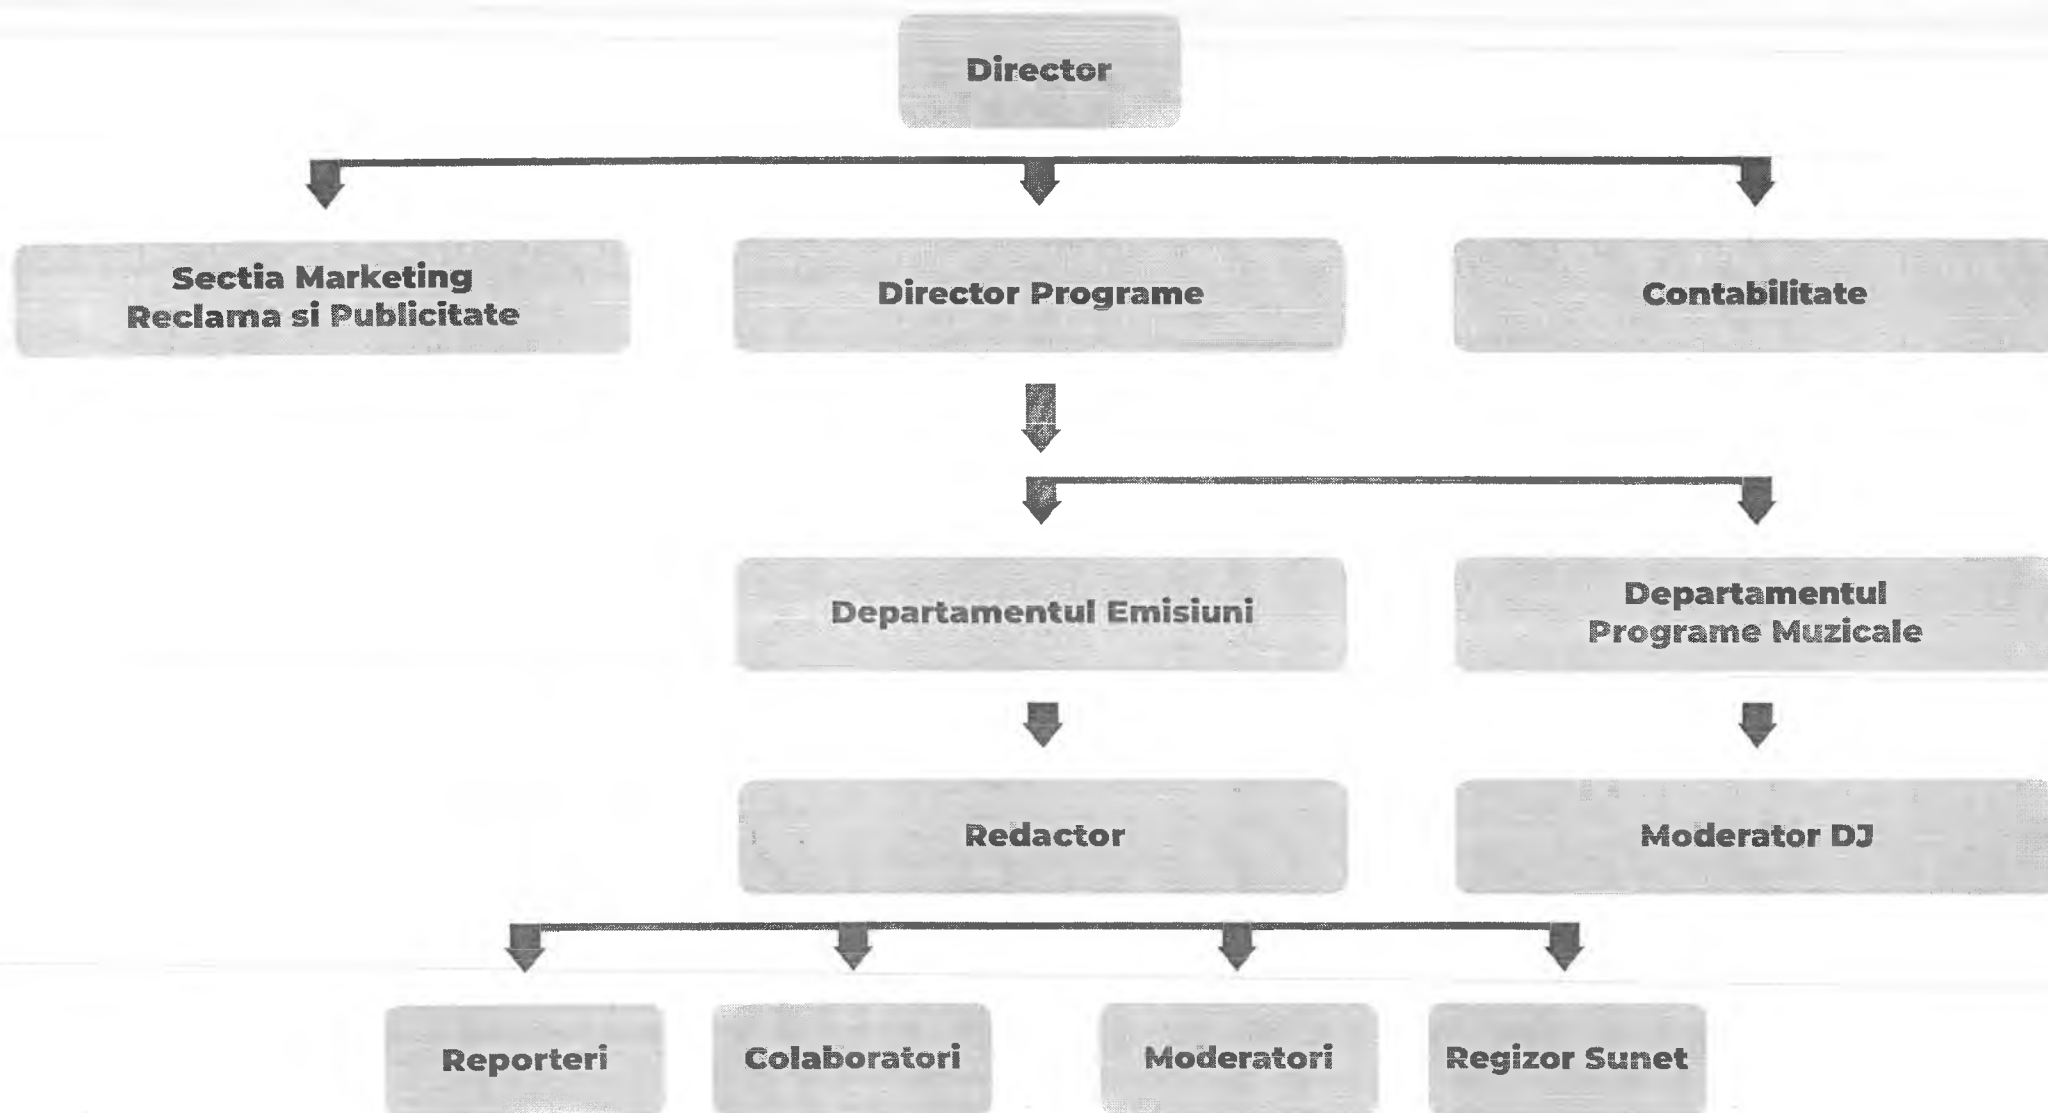 Director
Sectia Marketing
Reclama si Publicitate
Director Programe
Contabilitate
Departamentul Emisiuni
Departamentul
Programe Muzicale
Redactor
Moderator DJ
Reporteri
Colaboratori
Moderatori
Regizor Sunet